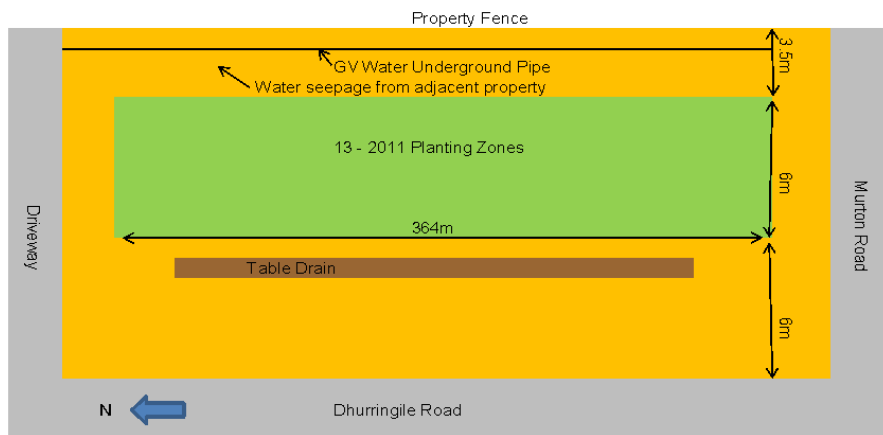 Property Fence
3.5m
GV Water Underground Pipe
Water seepage from adjacent property
13 - 2011 Planting Zones
6m
Driveway
Murton Road
364m
Table Drain
6m
N
Dhurringile Road